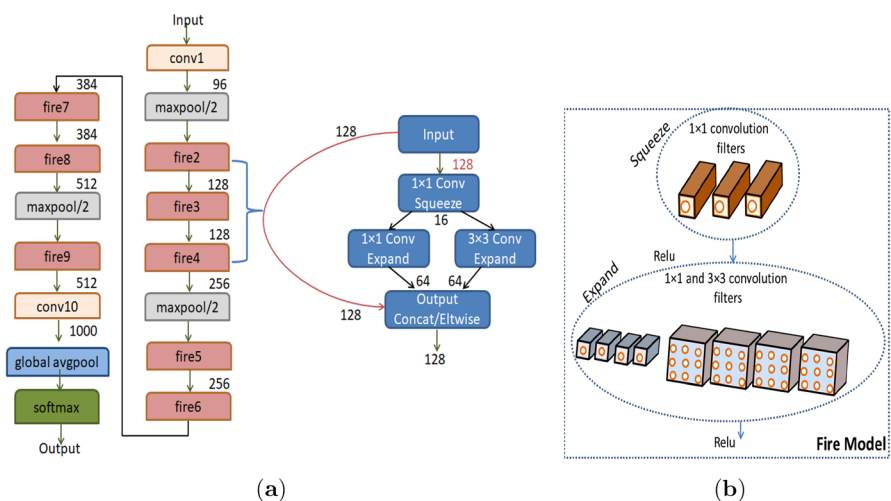 Input
conv1
96
maxpool/2
fire2
128
fire3
128
fire4
256
maxpool/2
fire5
256
fire6
384
fire7
384
fire8
512
maxpool/2
fire9
512
conv10
1000
global avgpool
softmax
Output
128
Input
128
1×1 Conv
Squeeze
16
1×1 Conv
Expand
3×3 Conv
Expand
64
64
128
Output
Concat/Eltwise
128
(a)
Squeeze
1×1 convolution
filters
Relu
Expand
1×1 and 3×3 convolution
filters
Relu
Fire Model
(b)